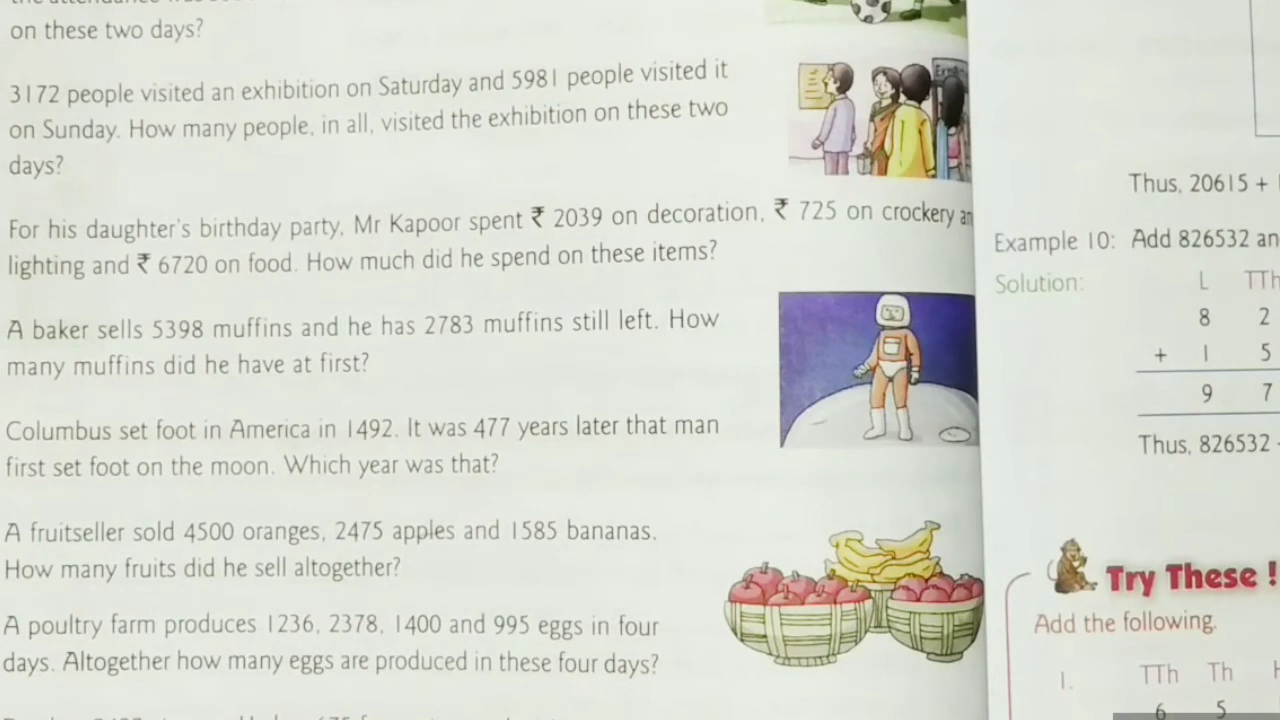 on these two days?
3172 people visited an exhibition on Saturday and 5981 people visited it
on Sunday. How many people, in all, visited the exhibition on these two
days?
For his daughter's birthday party, Mr Kapoor spent ₹ 2039 on decoration, ₹ 725 on crockery
lighting and ₹ 6720 on food. How much did he spend on these items?
A baker sells 5398 muffins and he has 2783 muffins still left. How
many muffins did he have at first?
Columbus set foot in America in 1492. It was 477 years later that man
first set foot on the moon. Which year was that?
A fruitseller sold 4500 oranges, 2475 apples and 1585 bananas.
How many fruits did he sell altogether?
A poultry farm produces 1236, 2378, 1400 and 995 eggs in four
days. Altogether how many eggs are produced in these four days?
Thus, 20615 +
Example 10: Add 826532 an
Solution:
L TTh
8 2
+ 1 5
9 7
Thus, 826532
Try These !
Add the following.
1. TTh Th
6 5